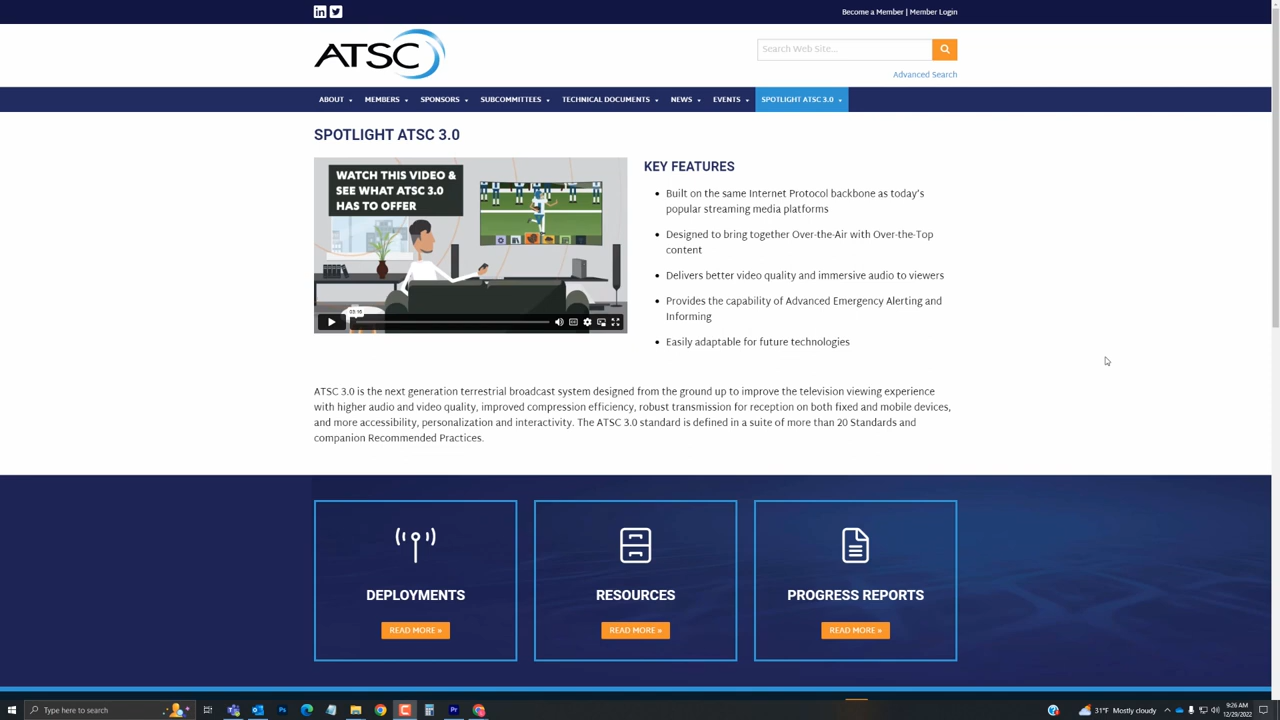 Become a Member | Member Login
ATSC
Search Web Site...
Advanced Search
ABOUT MEMBERS SPONSORS SUBCOMMITTEES TECHNICAL DOCUMENTS NEWS EVENTS SPOTLIGHT ATSC 3.0
SPOTLIGHT ATSC 3.0
WATCH THIS VIDEO &
SEE WHAT ATSC 3.0
HAS TO OFFER
03:16
KEY FEATURES
Built on the same Internet Protocol backbone as today's
popular streaming media platforms
Designed to bring together Over-the-Air with Over-the-Top
content
Delivers better video quality and immersive audio to viewers
Provides the capability of Advanced Emergency Alerting and
Informing
Easily adaptable for future technologies
ATSC 3.0 is the next generation terrestrial broadcast system designed from the ground up to improve the television viewing experience
with higher audio and video quality, improved compression efficiency, robust transmission for reception on both fixed and mobile devices,
and more accessibility, personalization and interactivity. The ATSC 3.0 standard is defined in a suite of more than 20 Standards and
companion Recommended Practices.
DEPLOYMENTS
READ MORE »
RESOURCES
READ MORE »
PROGRESS REPORTS
READ MORE »
Type here to search
31°F Mostly cloudy
9:26 AM
12/29/2022